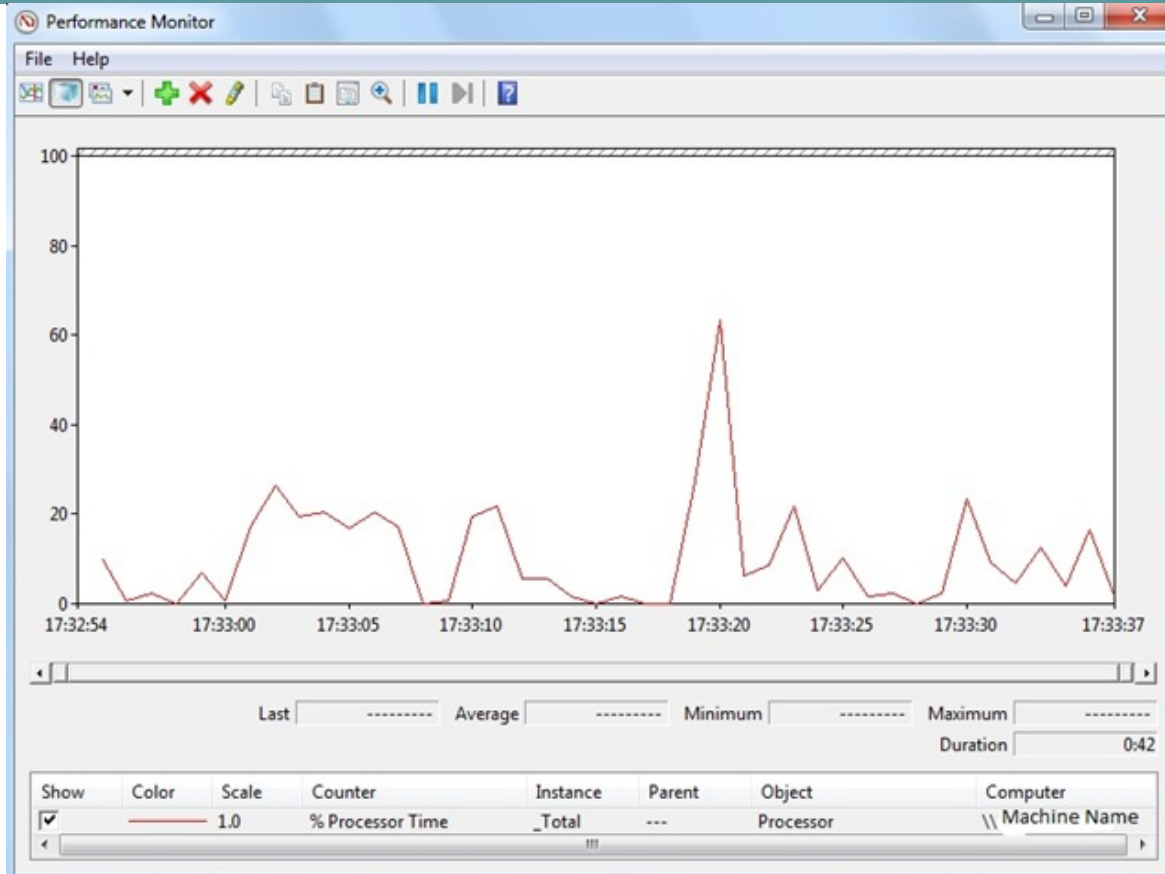 Performance Monitor
File Help
100
80
60
40
20
0
17:32:54 17:33:00 17:33:05 17:33:10 17:33:15 17:33:20 17:33:25 17:33:30 17:33:37
Last --------- Average --------- Minimum --------- Maximum ---------
Duration 0:42
Show Color Scale Counter Instance Parent Object Computer
1.0 % Processor Time _Total --- Processor \\ Machine Name